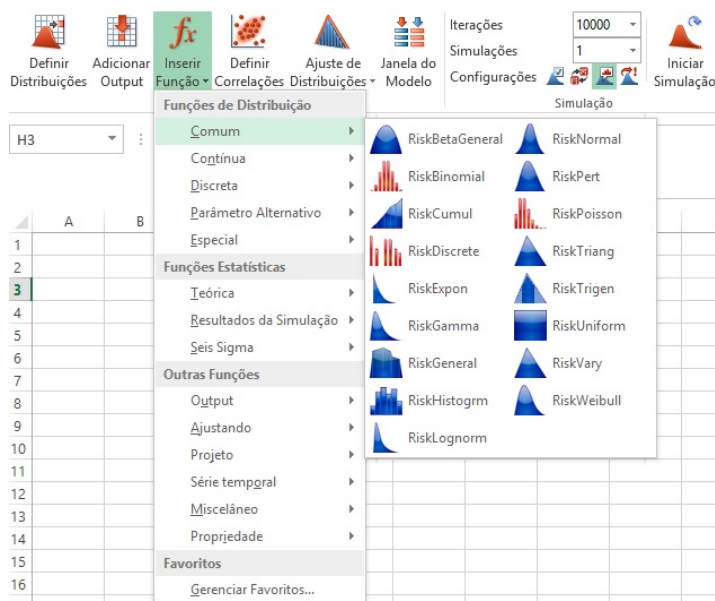 Definir Distribuições
Adicionar Output
Inserir Função
Definir Correlações
Ajuste de Distribuições
Janela do Modelo
Iterações 10000
Simulações 1
Configurações
Iniciar Simulação
Simulação
H3
Funções de Distribuição
Comum
Contínua
Discreta
Parâmetro Alternativo
Especial
Funções Estatísticas
Teórica
Resultados da Simulação
Seis Sigma
Outras Funções
Output
Ajustando
Projeto
Série temporal
Miscelâneo
Propriedade
Favoritos
Gerenciar Favoritos...
RiskBetaGeneral RiskNormal
RiskBinomial RiskPert
RiskCumul RiskPoisson
RiskDiscrete RiskTriang
RiskExpon RiskTrigen
RiskGamma RiskUniform
RiskGeneral RiskVary
RiskHistogrm RiskWeibull
RiskLognorm
A B
1
2
3
4
5
6
7
8
9
10
11
12
13
14
15
16